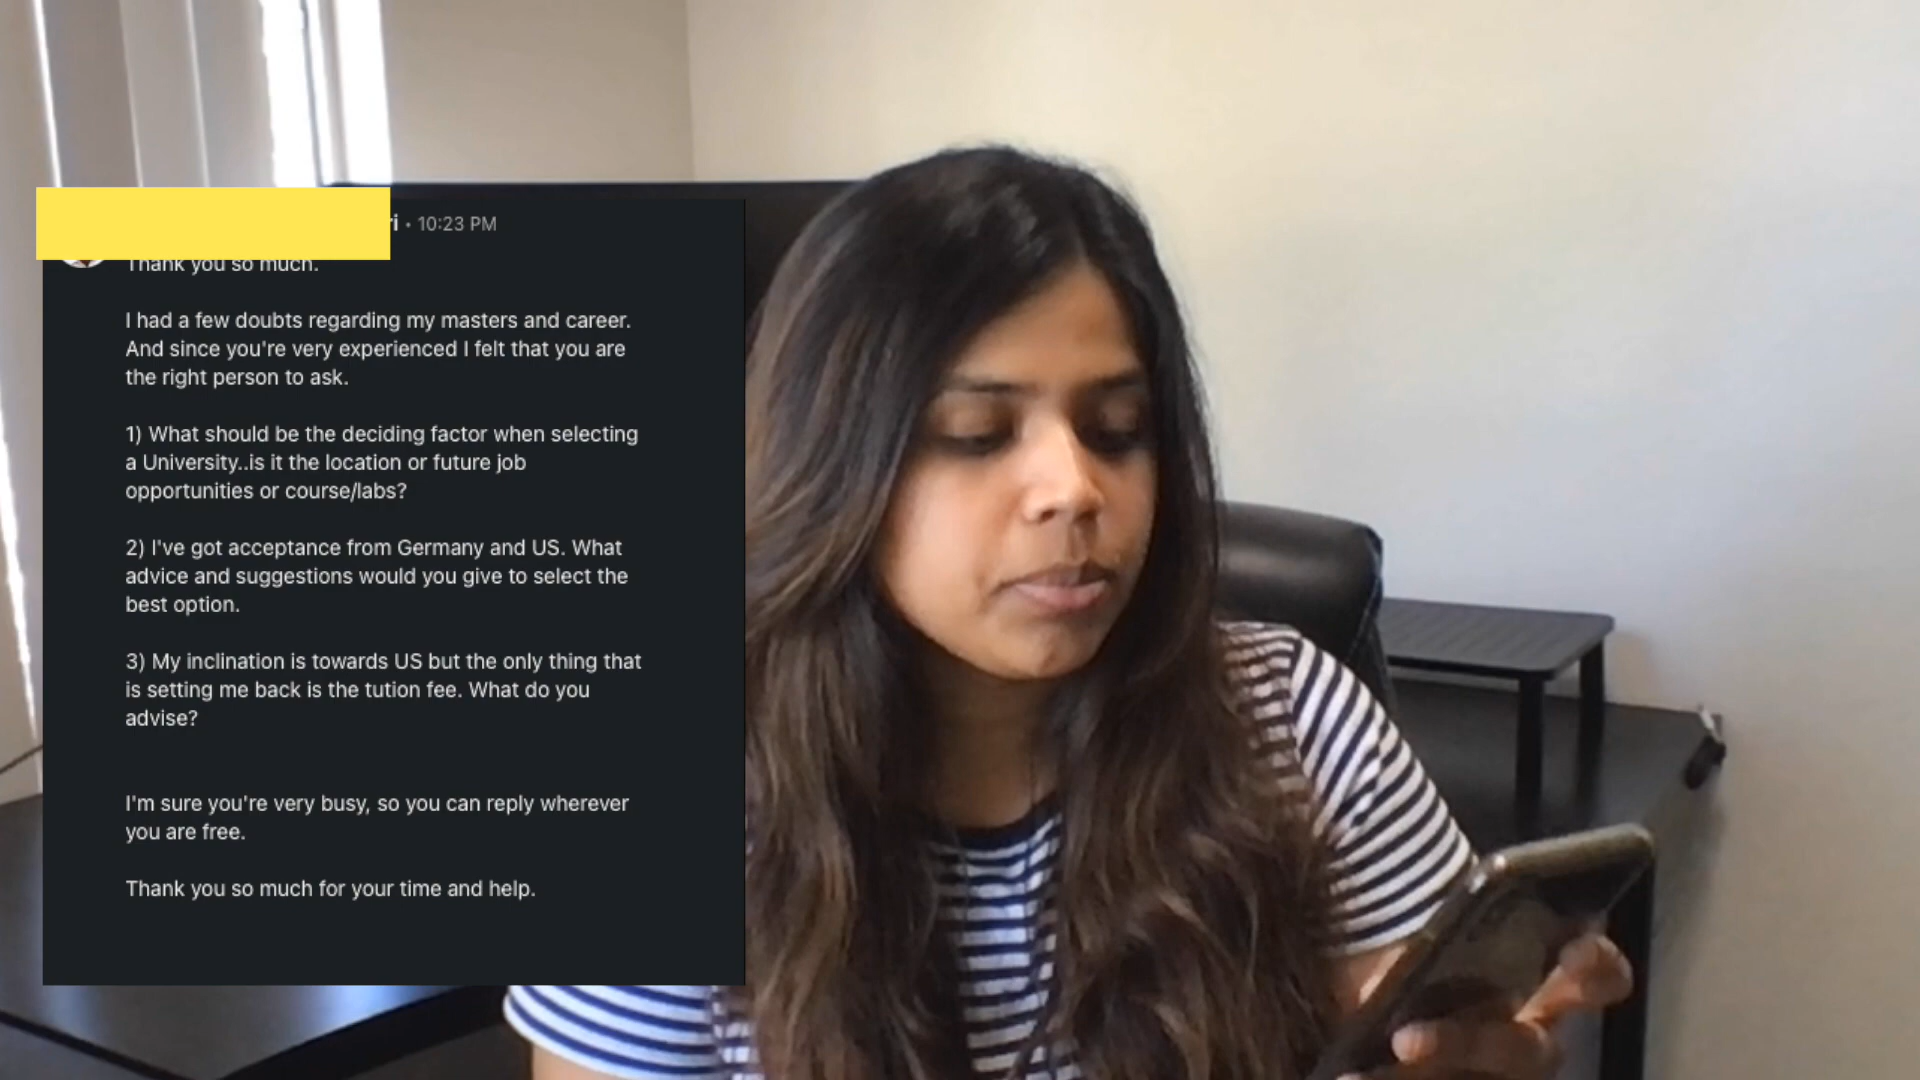 ri • 10:23 PM
Thank you so much.
I had a few doubts regarding my masters and career.
And since you're very experienced I felt that you are
the right person to ask.
1) What should be the deciding factor when selecting
a University..is it the location or future job
opportunities or course/labs?
2) I've got acceptance from Germany and US. What
advice and suggestions would you give to select the
best option.
3) My inclination is towards US but the only thing that
is setting me back is the tution fee. What do you
advise?
I'm sure you're very busy, so you can reply wherever
you are free.
Thank you so much for your time and help.